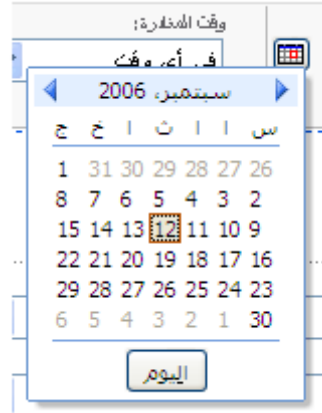 وقت المغادرة:
في أي وقت
سبتمبر، 2006
س ا ا ث ا خ ج
26 27 28 29 30 31 1
2 3 4 5 6 7 8
9 10 11 12 13 14 15
16 17 18 19 20 21 22
23 24 25 26 27 28 29
30 1 2 3 4 5 6
اليوم